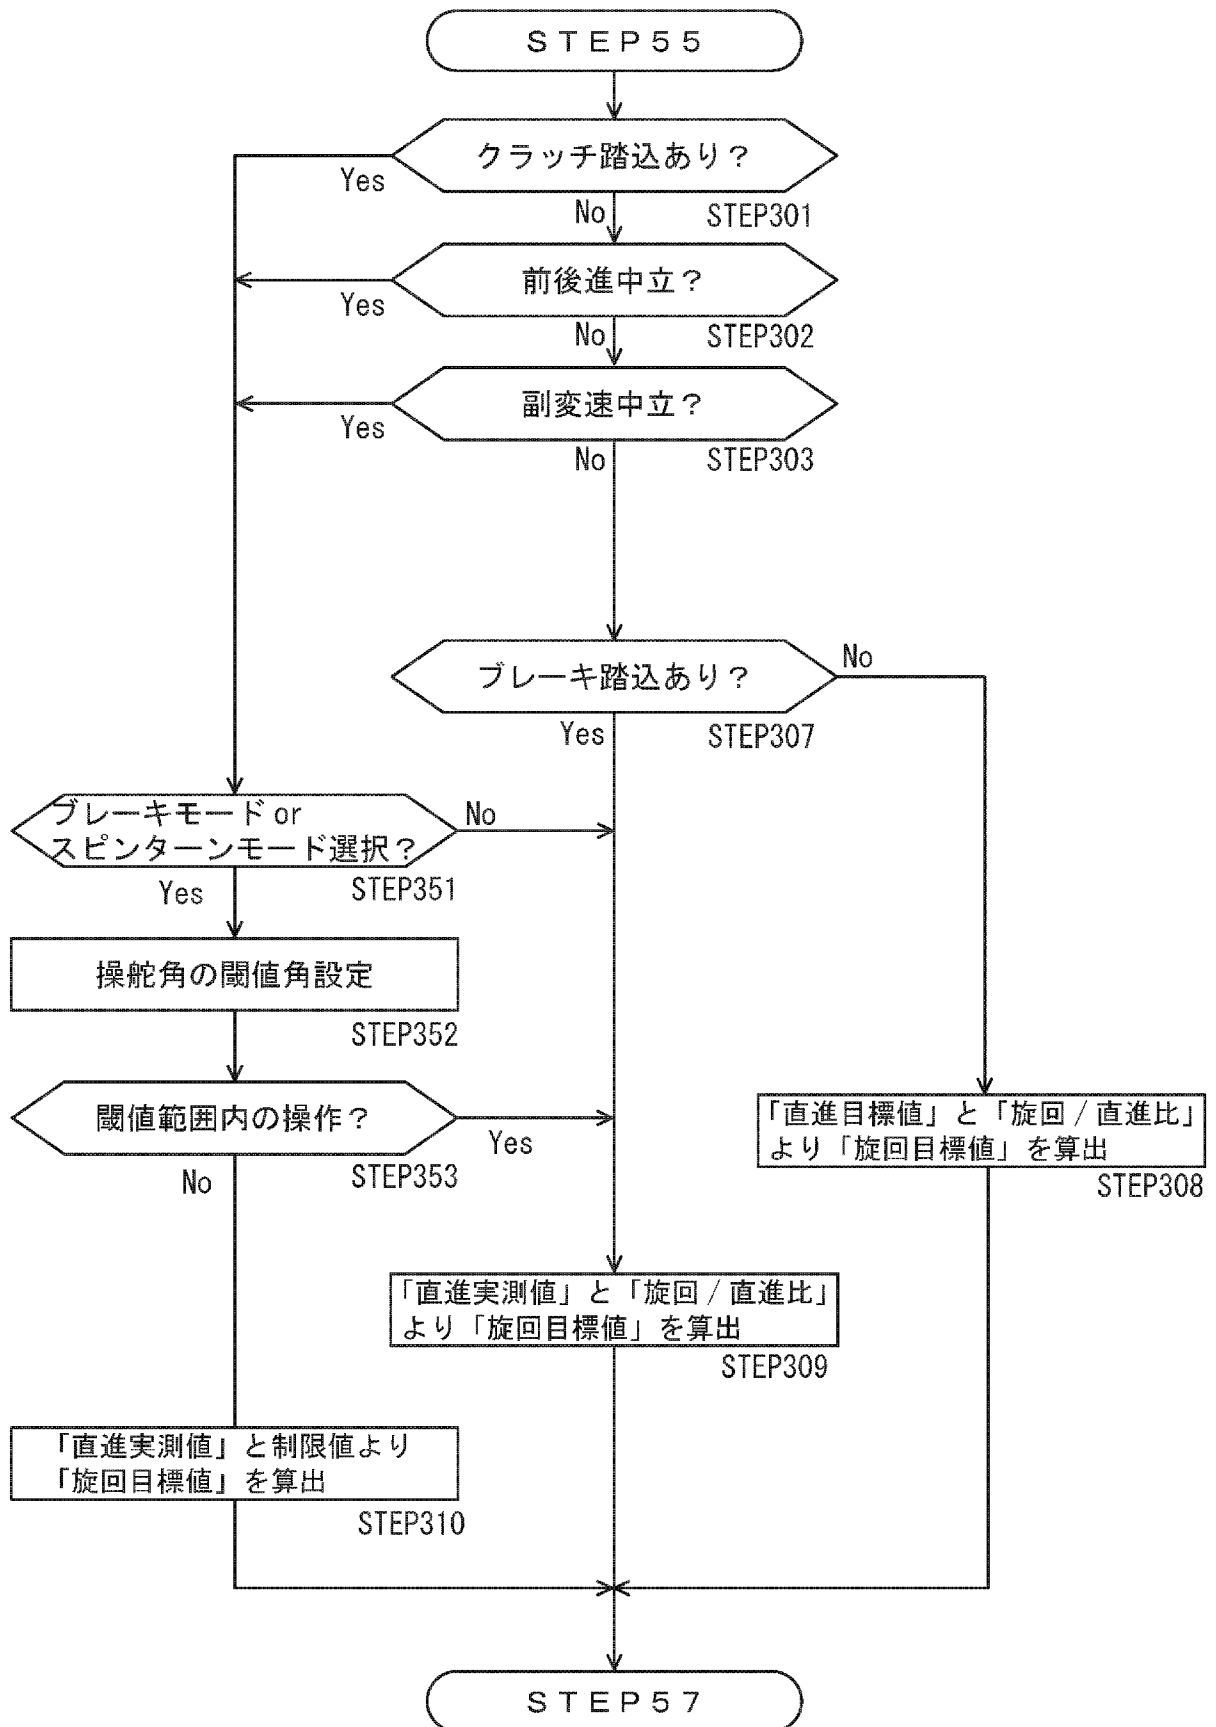 STEP55
クラッチ踏込あり?
Yes
No
STEP301
前後進中立?
Yes
No
STEP302
副変速中立?
Yes
No
STEP303
ブレーキ踏込あり?
No
Yes
STEP307
ブレーキモード or
スピンターンモード選択?
No
Yes
STEP351
操舵角の閾値角設定
STEP352
閾値範囲内の操作?
Yes
No
STEP353
「直進目標値」と「旋回/直進比」
より「旋回目標値」を算出
STEP308
「直進実測値」と「旋回/直進比」
より「旋回目標値」を算出
STEP309
「直進実測値」と制限値より
「旋回目標値」を算出
STEP310
STEP57